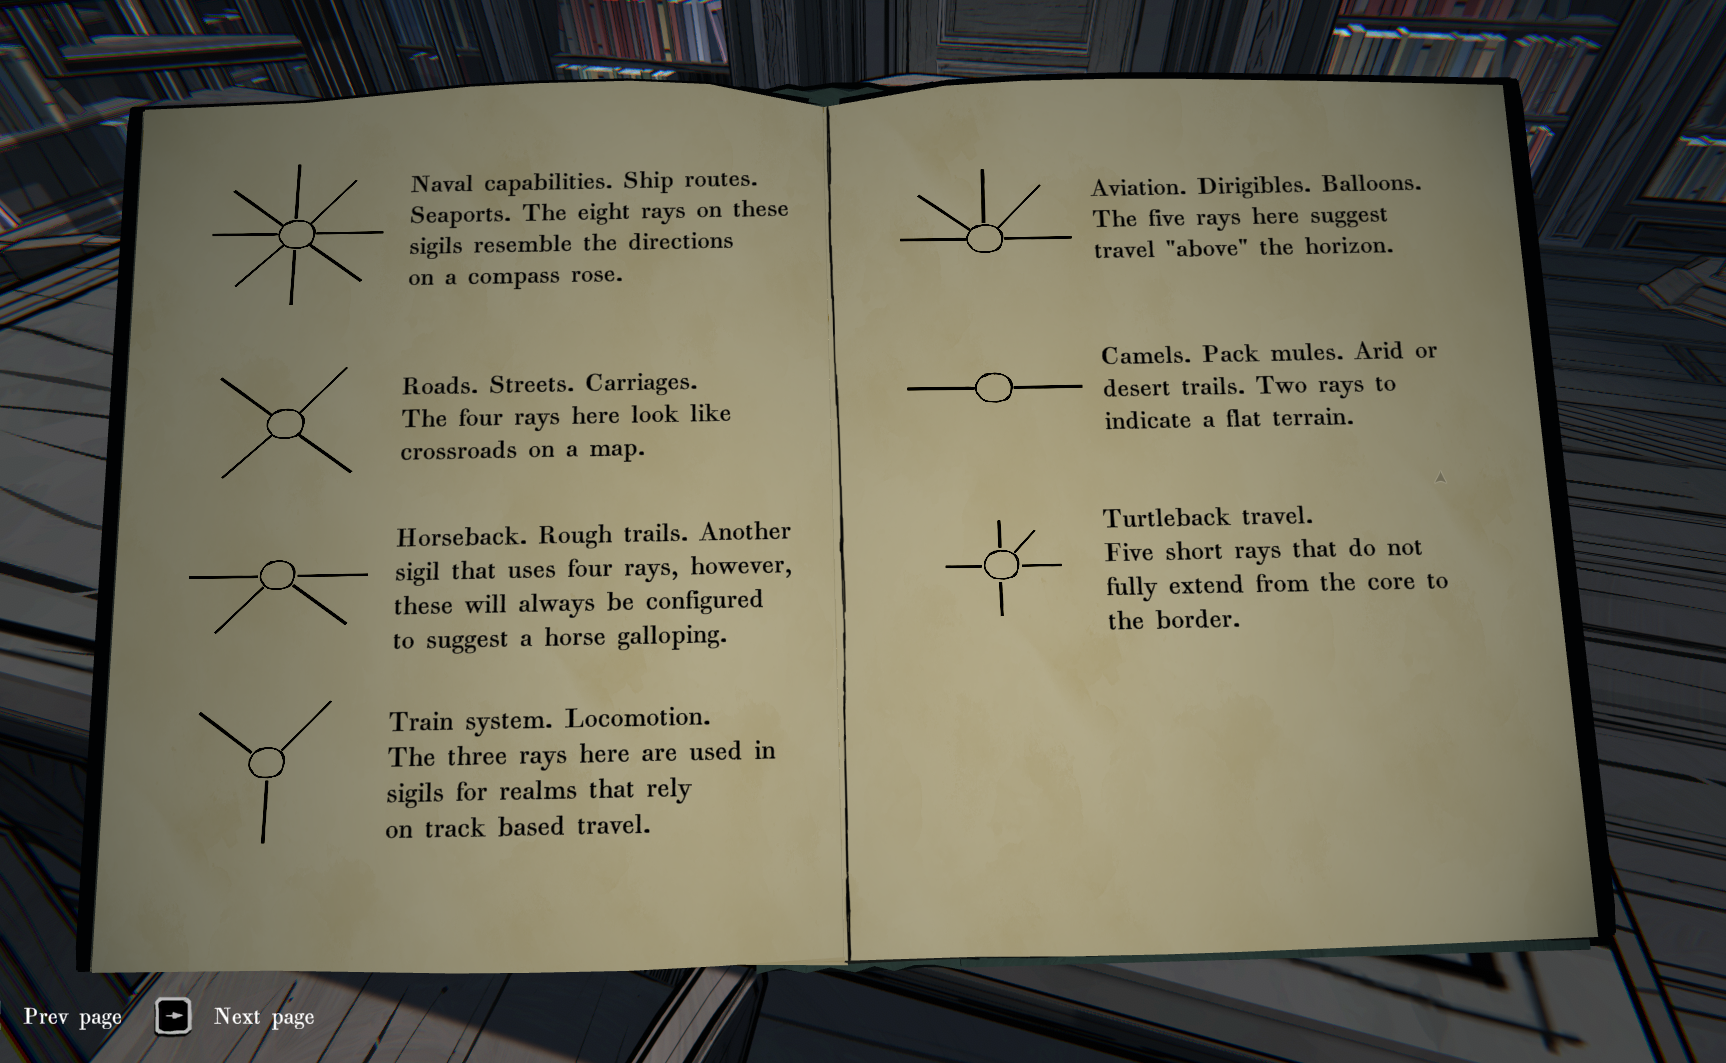 Naval capabilities. Ship routes.
Seaports. The eight rays on these
sigils resemble the directions
on a compass rose.
Roads. Streets. Carriages.
The four rays here look like
crossroads on a map.
Horseback. Rough trails. Another
sigil that uses four rays, however,
these will always be configured
to suggest a horse galloping.
Train system. Locomotion.
The three rays here are used in
sigils for realms that rely
on track based travel.
Aviation. Dirigibles. Balloons.
The five rays here suggest
travel "above" the horizon.
Camels. Pack mules. Arid or
desert trails. Two rays to
indicate a flat terrain.
Turtleback travel.
Five short rays that do not
fully extend from the core to
the border.
Prev page
Next page